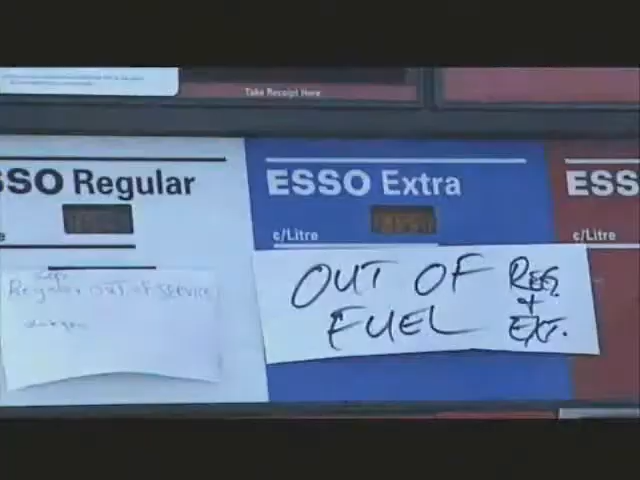 Take Receipt Here
SSO Regular
ESSO Extra
ESS
c/Litre
c/Litre
Regular out of service
OUT OF REG
& EXT.
FUEL